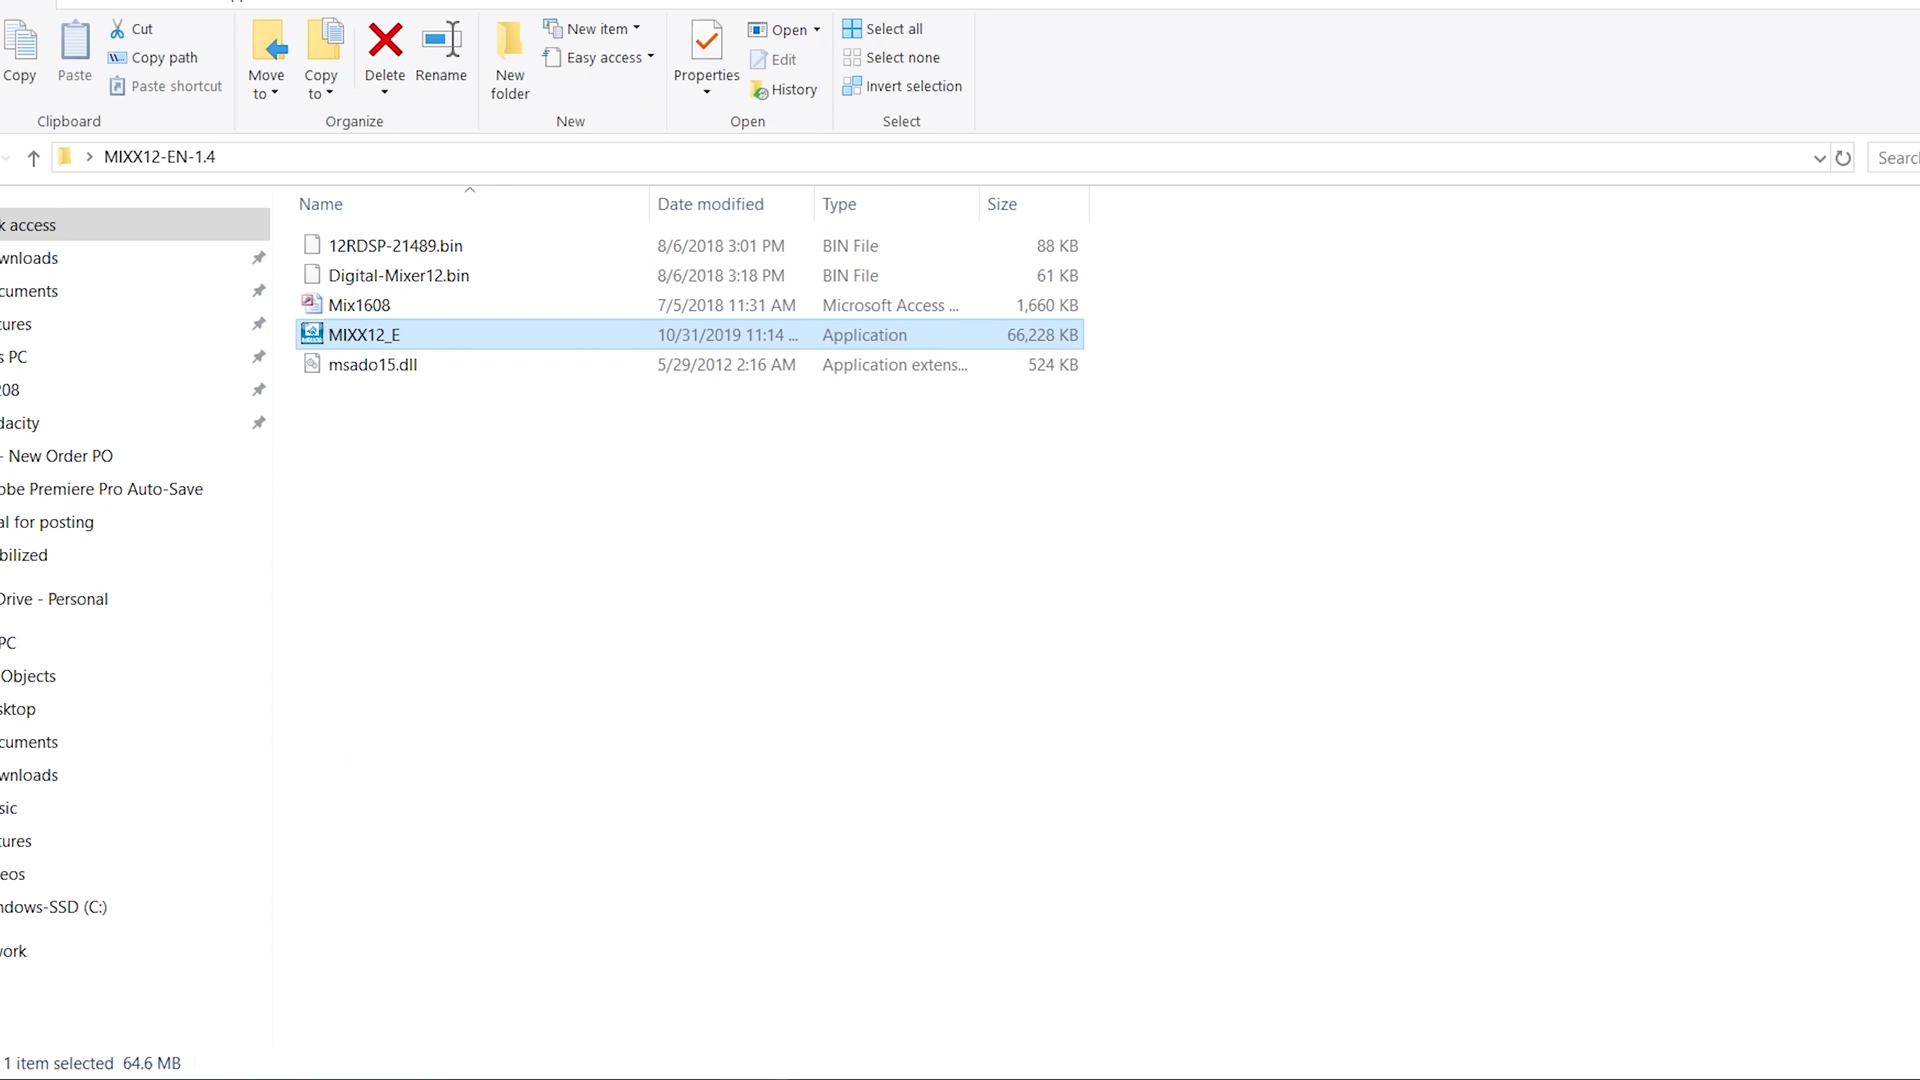 Copy
Paste
Cut
Copy path
Paste shortcut
Move to
Copy to
Delete
Rename
New folder
New item
Easy access
Properties
Open
Edit
History
Select all
Select none
Invert selection
Clipboard
Organize
New
Open
Select
MIXX12-EN-1.4
Searc
Name
Date modified
Type
Size
12RDSP-21489.bin 8/6/2018 3:01 PM BIN File 88 KB
Digital-Mixer12.bin 8/6/2018 3:18 PM BIN File 61 KB
Mix1608 7/5/2018 11:31 AM Microsoft Access ... 1,660 KB
MIXX12_E 10/31/2019 11:14 ... Application 66,228 KB
msado15.dll 5/29/2012 2:16 AM Application extens... 524 KB
k access
wnloads
cuments
tures
s PC
208
dacity
- New Order PO
obe Premiere Pro Auto-Save
al for posting
bilized
Drive - Personal
PC
Objects
sktop
cuments
wnloads
sic
tures
eos
ndows-SSD (C:)
work
1 item selected 64.6 MB